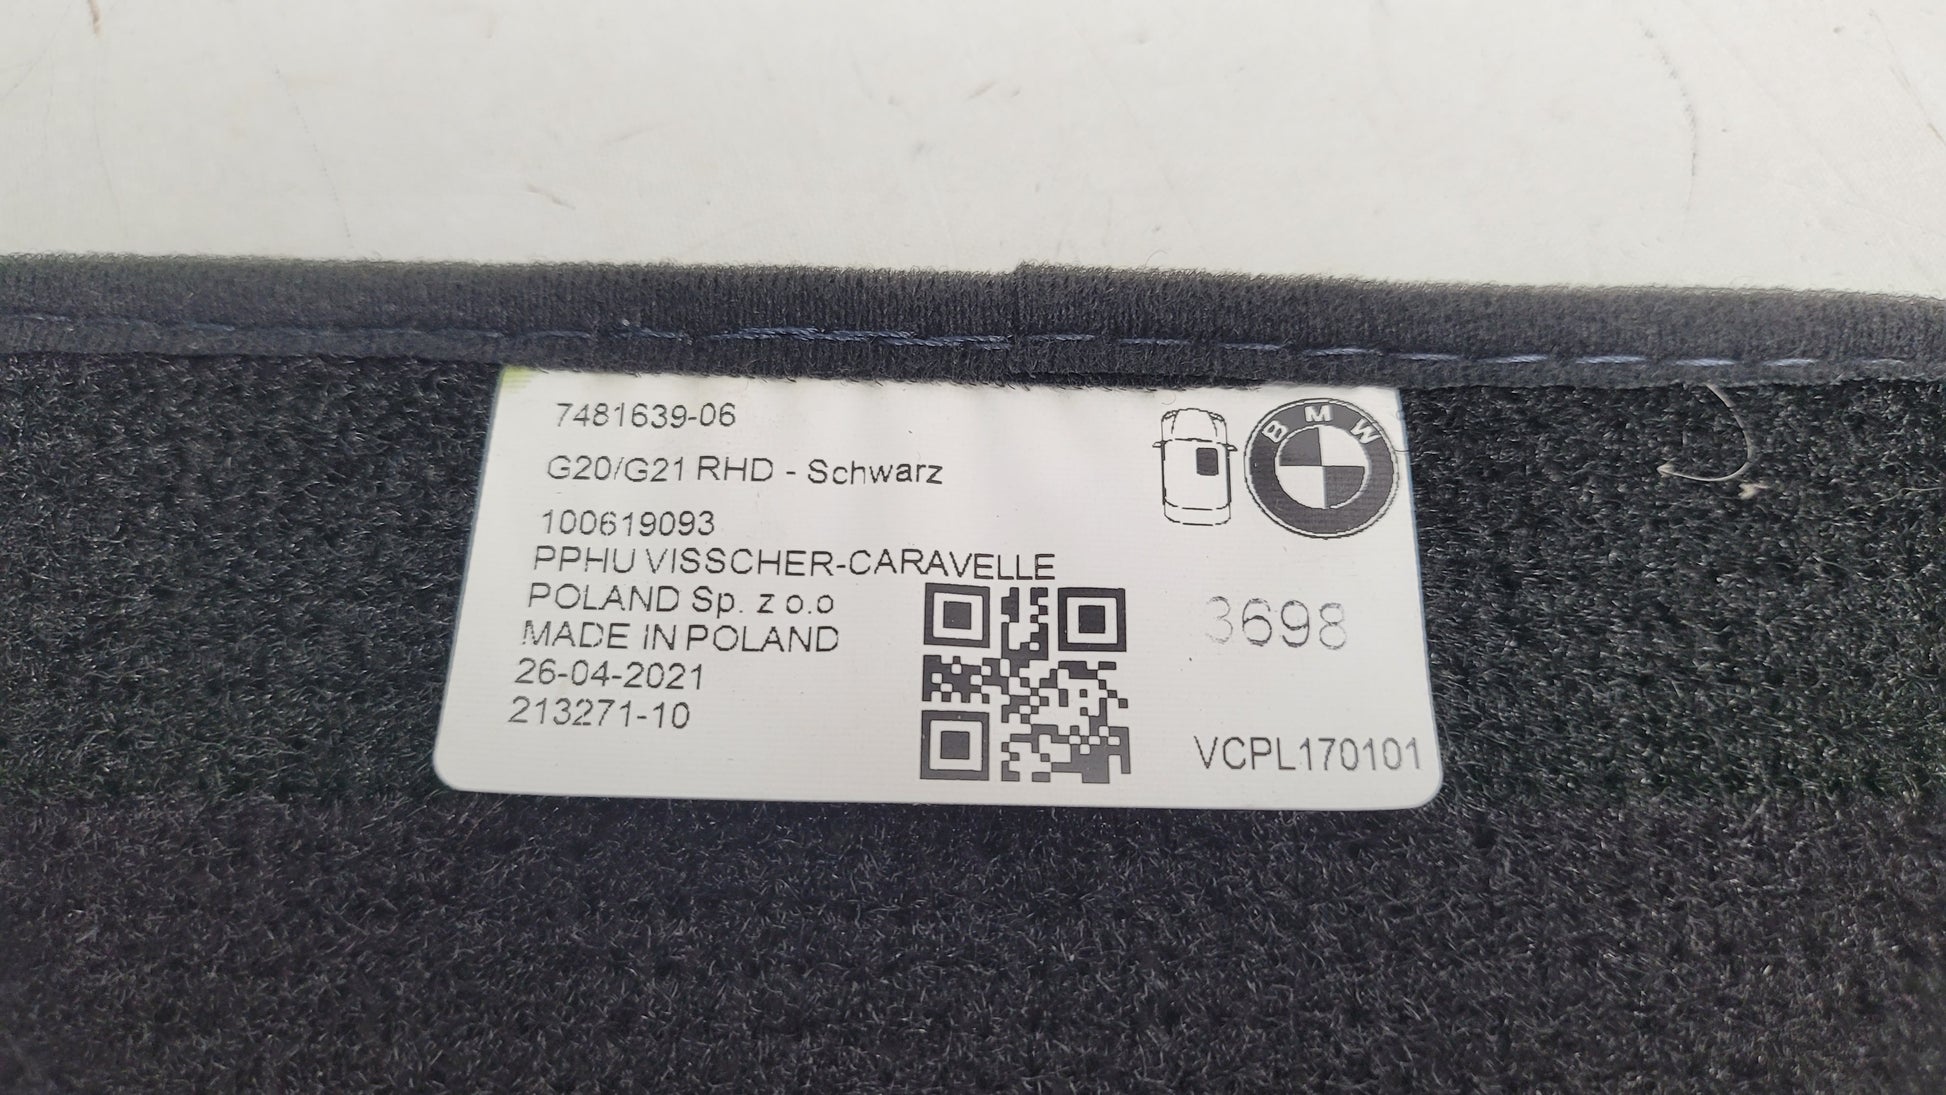 7481639-06
G20/G21 RHD - Schwarz
100619093
PPHU VISSCHER-CARAVELLE
POLAND Sp. z o.o
MADE IN POLAND
26-04-2021
213271-10
BMW
3698
VCPL170101